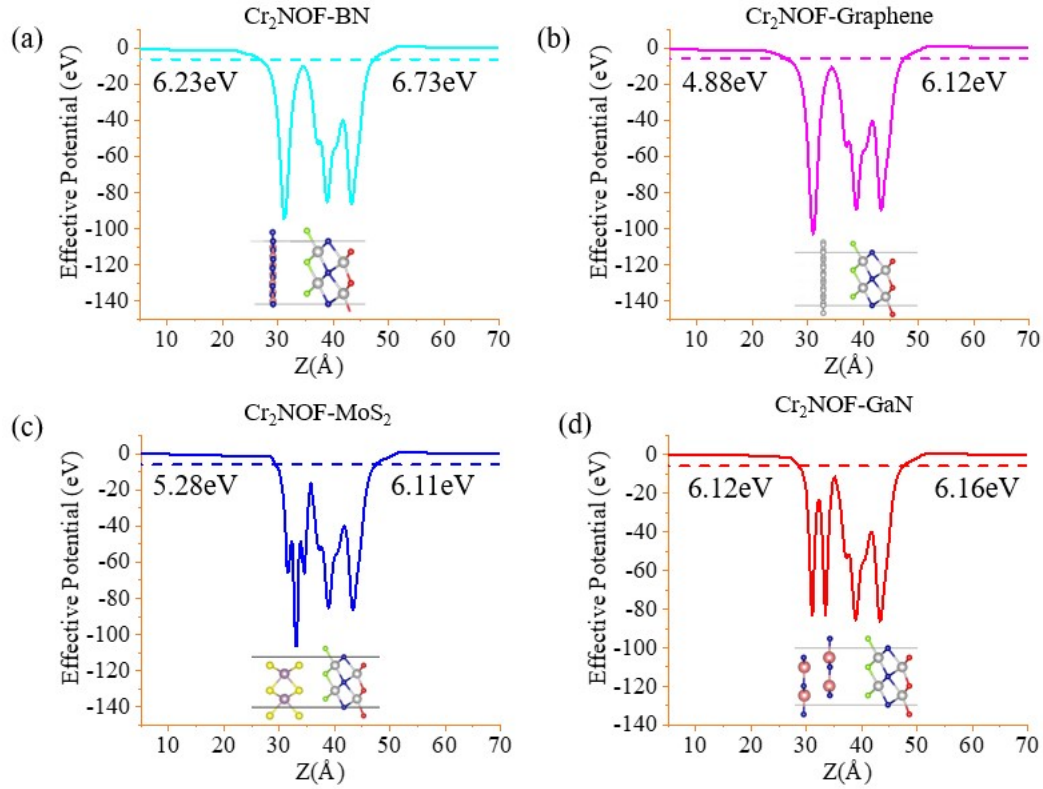 (a)
Cr₂NOF-BN
Effective Potential (eV)
0
-20
-40
-60
-80
-100
-120
-140
6.23eV
6.73eV
10 20 30 40 50 60 70
Z(Å)
(b)
Cr₂NOF-Graphene
Effective Potential (eV)
0
-20
-40
-60
-80
-100
-120
-140
4.88eV
6.12eV
10 20 30 40 50 60 70
Z(Å)
(c)
Cr₂NOF-MoS₂
Effective Potential (eV)
0
-20
-40
-60
-80
-100
-120
-140
5.28eV
6.11eV
10 20 30 40 50 60 70
Z(Å)
(d)
Cr₂NOF-GaN
Effective Potential (eV)
0
-20
-40
-60
-80
-100
-120
-140
6.12eV
6.16eV
10 20 30 40 50 60 70
Z(Å)